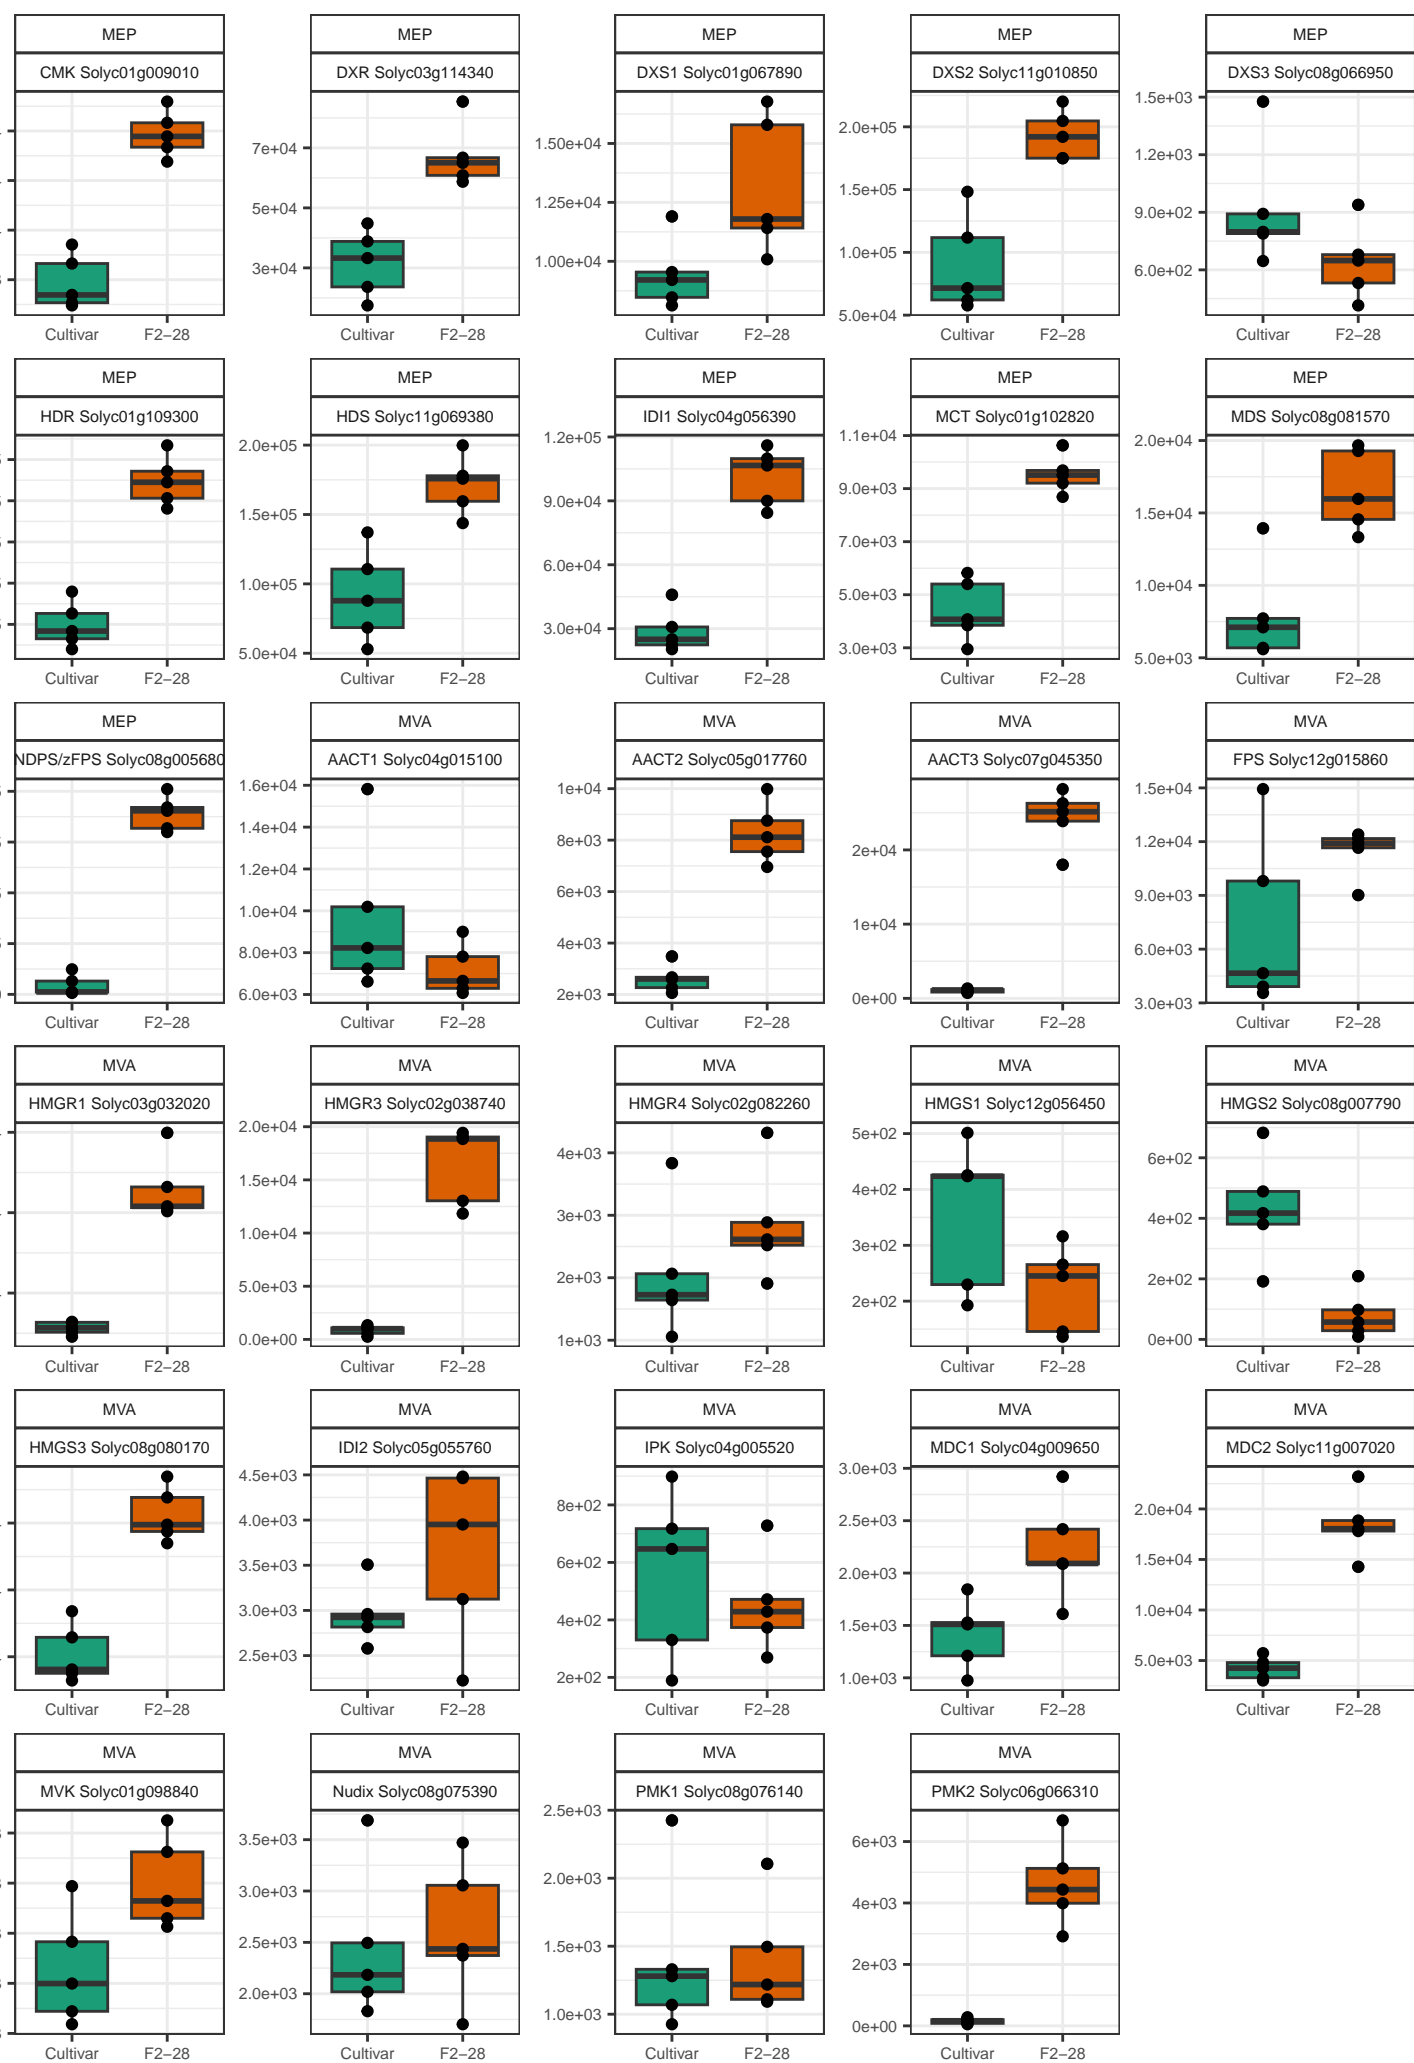 MEP MEP MEP MEP MEP
CMK Solyc01g009010 DXR Solyc03g114340 DXS1 Solyc01g067890 DXS2 Solyc11g010850 DXS3 Solyc08g066950
7e+04
5e+04
3e+04
1.50e+04
1.25e+04
1.00e+04
2.0e+05
1.5e+05
1.0e+05
5.0e+04
1.5e+03
1.2e+03
9.0e+02
6.0e+02
Cultivar F2−28 Cultivar F2−28 Cultivar F2−28 Cultivar F2−28 Cultivar F2−28
MEP MEP MEP MEP MEP
HDR Solyc01g109300 HDS Solyc11g069380 IDI1 Solyc04g056390 MCT Solyc01g102820 MDS Solyc08g081570
2.0e+05
1.5e+05
1.0e+05
5.0e+04
1.2e+05
9.0e+04
6.0e+04
3.0e+04
1.1e+04
9.0e+03
7.0e+03
5.0e+03
3.0e+03
2.0e+04
1.5e+04
1.0e+04
5.0e+03
Cultivar F2−28 Cultivar F2−28 Cultivar F2−28 Cultivar F2−28 Cultivar F2−28
MEP MVA MVA MVA MVA
NDPS/zFPS Solyc08g005680 AACT1 Solyc04g015100 AACT2 Solyc05g017760 AACT3 Solyc07g045350 FPS Solyc12g015860
1.6e+04
1.4e+04
1.2e+04
1.0e+04
8.0e+03
6.0e+03
1e+04
8e+03
6e+03
4e+03
2e+03
2e+04
1e+04
0e+00
1.5e+04
1.2e+04
9.0e+03
6.0e+03
3.0e+03
Cultivar F2−28 Cultivar F2−28 Cultivar F2−28 Cultivar F2−28 Cultivar F2−28
MVA MVA MVA MVA MVA
HMGR1 Solyc03g032020 HMGR3 Solyc02g038740 HMGR4 Solyc02g082260 HMGS1 Solyc12g056450 HMGS2 Solyc08g007790
2.0e+04
1.5e+04
1.0e+04
5.0e+03
0.0e+00
4e+03
3e+03
2e+03
1e+03
5e+02
4e+02
3e+02
2e+02
6e+02
4e+02
2e+02
0e+00
Cultivar F2−28 Cultivar F2−28 Cultivar F2−28 Cultivar F2−28 Cultivar F2−28
MVA MVA MVA MVA MVA
HMGS3 Solyc08g080170 IDI2 Solyc05g055760 IPK Solyc04g005520 MDC1 Solyc04g009650 MDC2 Solyc11g007020
4.5e+03
4.0e+03
3.5e+03
3.0e+03
2.5e+03
8e+02
6e+02
4e+02
2e+02
3.0e+03
2.5e+03
2.0e+03
1.5e+03
1.0e+03
2.0e+04
1.5e+04
1.0e+04
5.0e+03
Cultivar F2−28 Cultivar F2−28 Cultivar F2−28 Cultivar F2−28 Cultivar F2−28
MVA MVA MVA MVA
MVK Solyc01g098840 Nudix Solyc08g075390 PMK1 Solyc08g076140 PMK2 Solyc06g066310
3.5e+03
3.0e+03
2.5e+03
2.0e+03
2.5e+03
2.0e+03
1.5e+03
1.0e+03
6e+03
4e+03
2e+03
0e+00
Cultivar F2−28 Cultivar F2−28 Cultivar F2−28 Cultivar F2−28